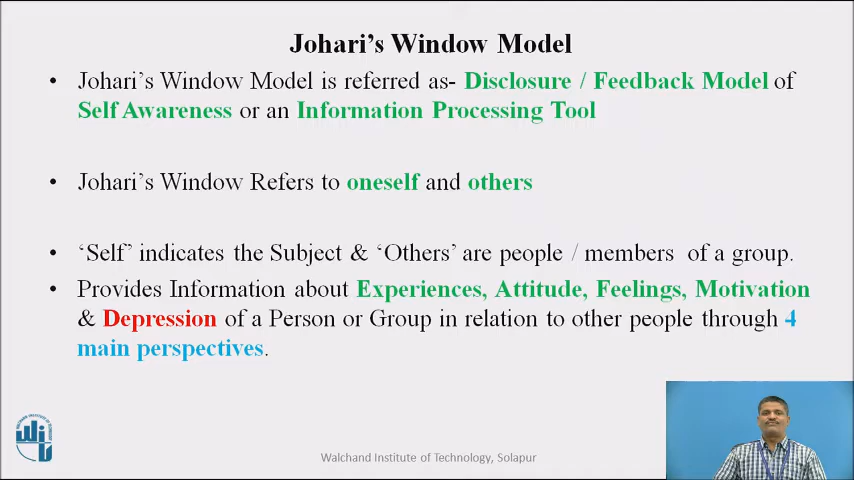 Johari's Window Model
• Johari's Window Model is referred as- Disclosure / Feedback Model of
Self Awareness or an Information Processing Tool
• Johari's Window Refers to oneself and others
• 'Self' indicates the Subject & 'Others' are people / members of a group.
• Provides Information about Experiences, Attitude, Feelings, Motivation
& Depression of a Person or Group in relation to other people through 4
main perspectives.
Walchand Institute of Technology, Solapur